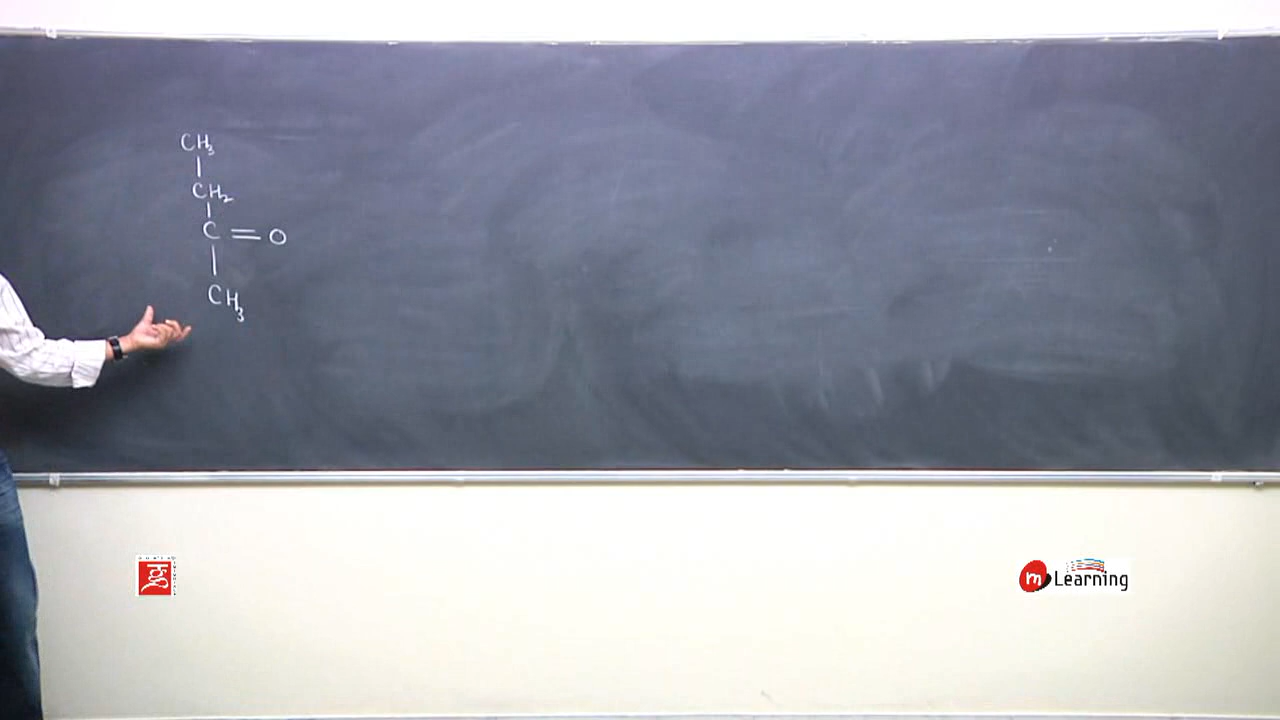 CH3
|
CH2
|
C = O
|
CH3
m Learning